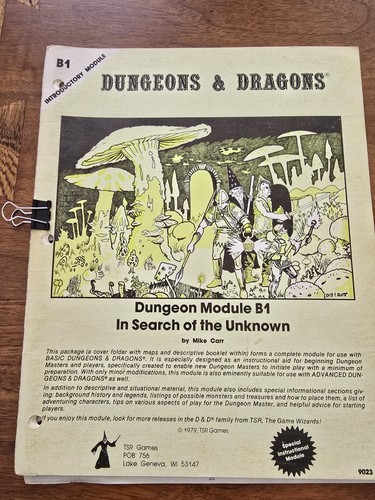 B1
INTRODUCTORY MODULE
DUNGEONS & DRAGONS®
Dungeon Module B1
In Search of the Unknown
by Mike Carr
This package (a cover folder with maps and descriptive booklet within) forms a complete module for use with
BASIC DUNGEONS & DRAGONS®. It is especially designed as an instructional aid for beginning Dungeon
Masters and players, specifically created to enable new Dungeon Masters to initiate play with a minimum of
preparation. With only minor modifications, this module is also eminently suitable for use with ADVANCED DUN-
GEONS & DRAGONS® as well.
In addition to descriptive and situational material, this module also includes special informational sections giv-
ing: background history and legends, listings of possible monsters and treasures and how to place them, a list of
adventuring characters, tips on various aspects of play for the Dungeon Master, and helpful advice for starting
players.
If you enjoy this module, look for more releases in the D & D® family from TSR, The Game Wizards!
© 1979, TSR Games
TSR Games
POB 756
Lake Geneva, WI 53147
Special
Instructional
Module
9023